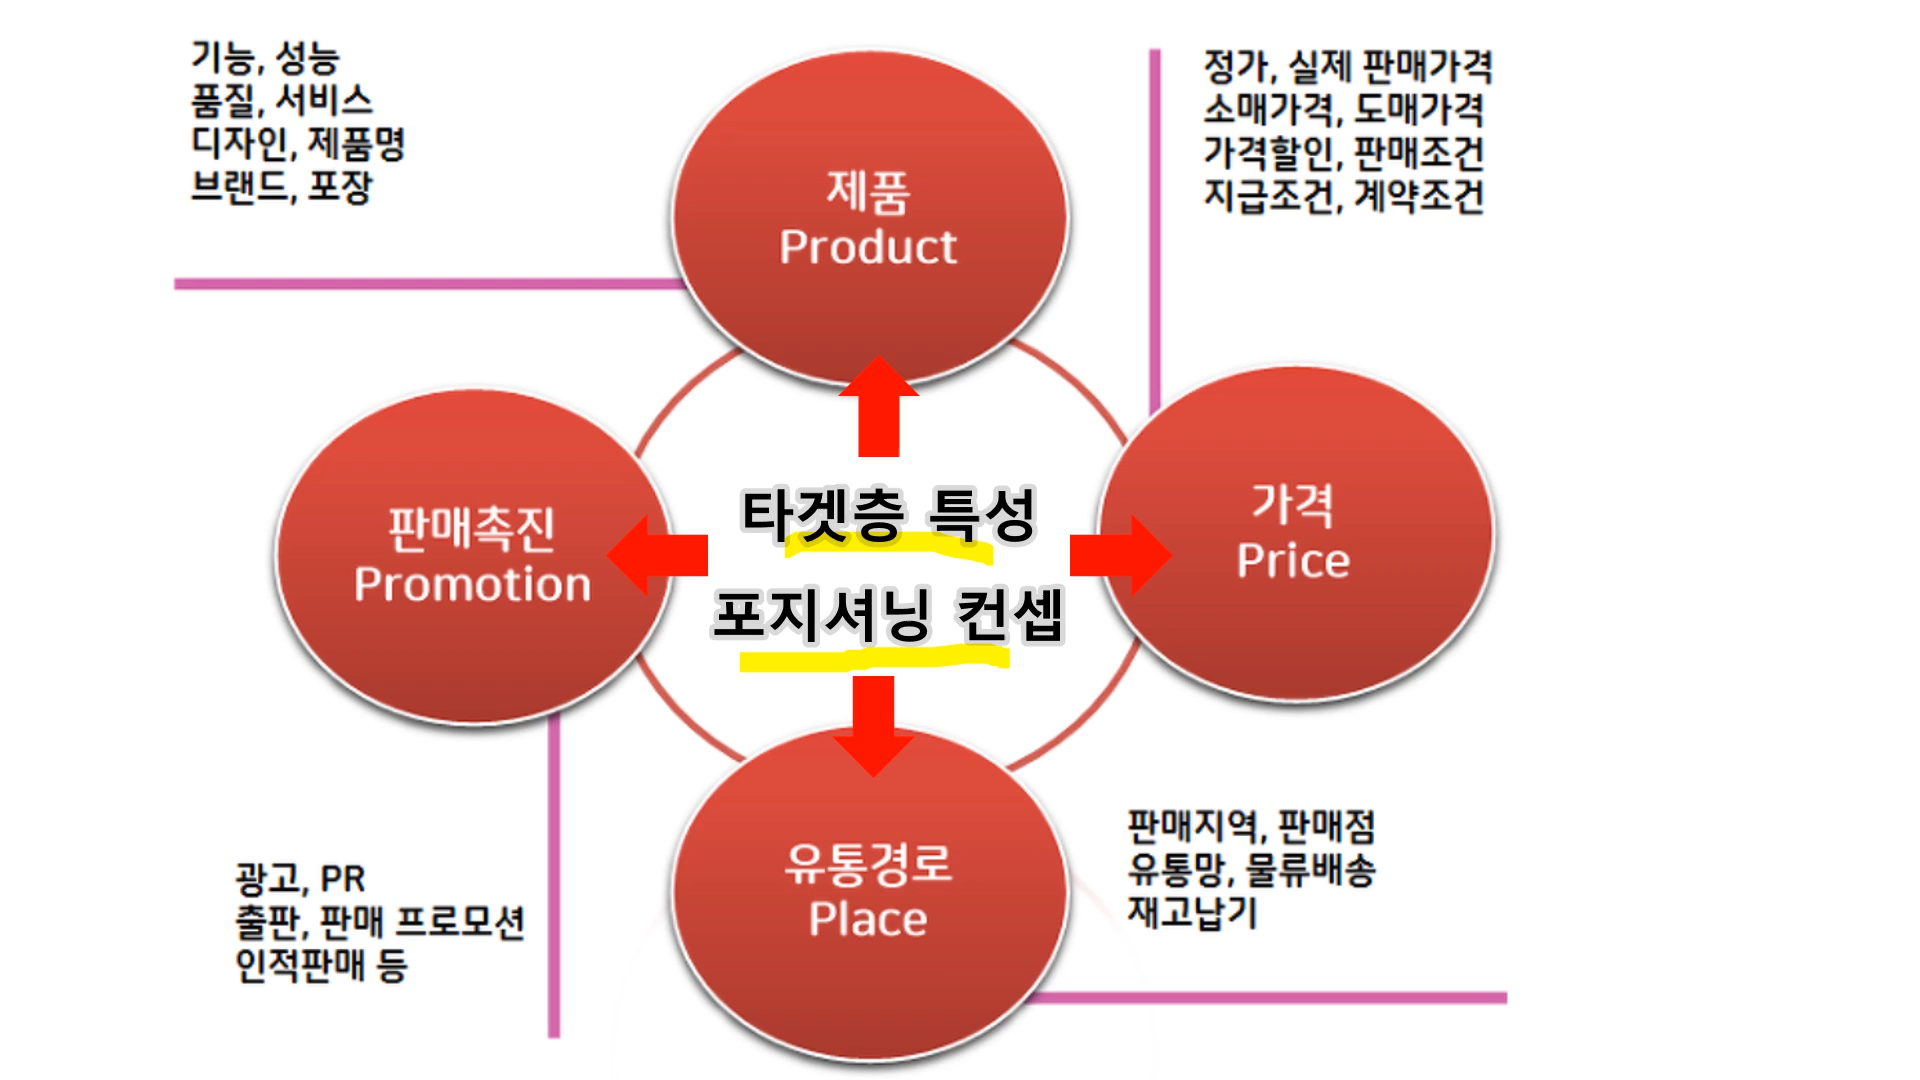 기능, 성능
품질, 서비스
디자인, 제품명
브랜드, 포장
제품
Product
정가, 실제 판매가격
소매가격, 도매가격
가격할인, 판매조건
지급조건, 계약조건
판매촉진
Promotion
타겟층 특성
포지셔닝 컨셉
가격
Price
광고, PR
출판, 판매 프로모션
인적판매 등
유통경로
Place
판매지역, 판매점
유통망, 물류배송
재고납기